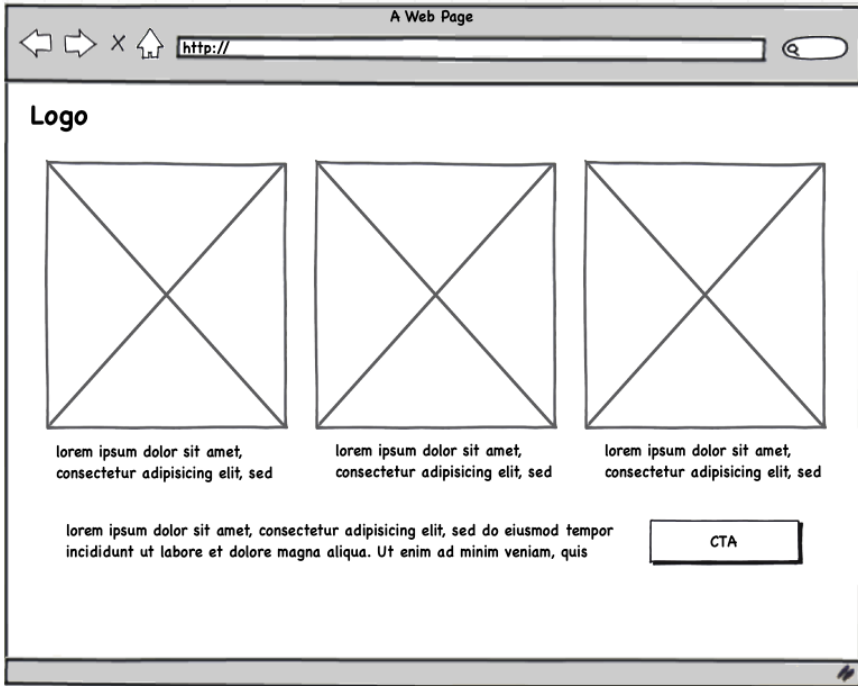 A Web Page
http://
Logo
lorem ipsum dolor sit amet,
consectetur adipisicing elit, sed
lorem ipsum dolor sit amet,
consectetur adipisicing elit, sed
lorem ipsum dolor sit amet,
consectetur adipisicing elit, sed
lorem ipsum dolor sit amet, consectetur adipisicing elit, sed do eiusmod tempor
incididunt ut labore et dolore magna aliqua. Ut enim ad minim veniam, quis
CTA